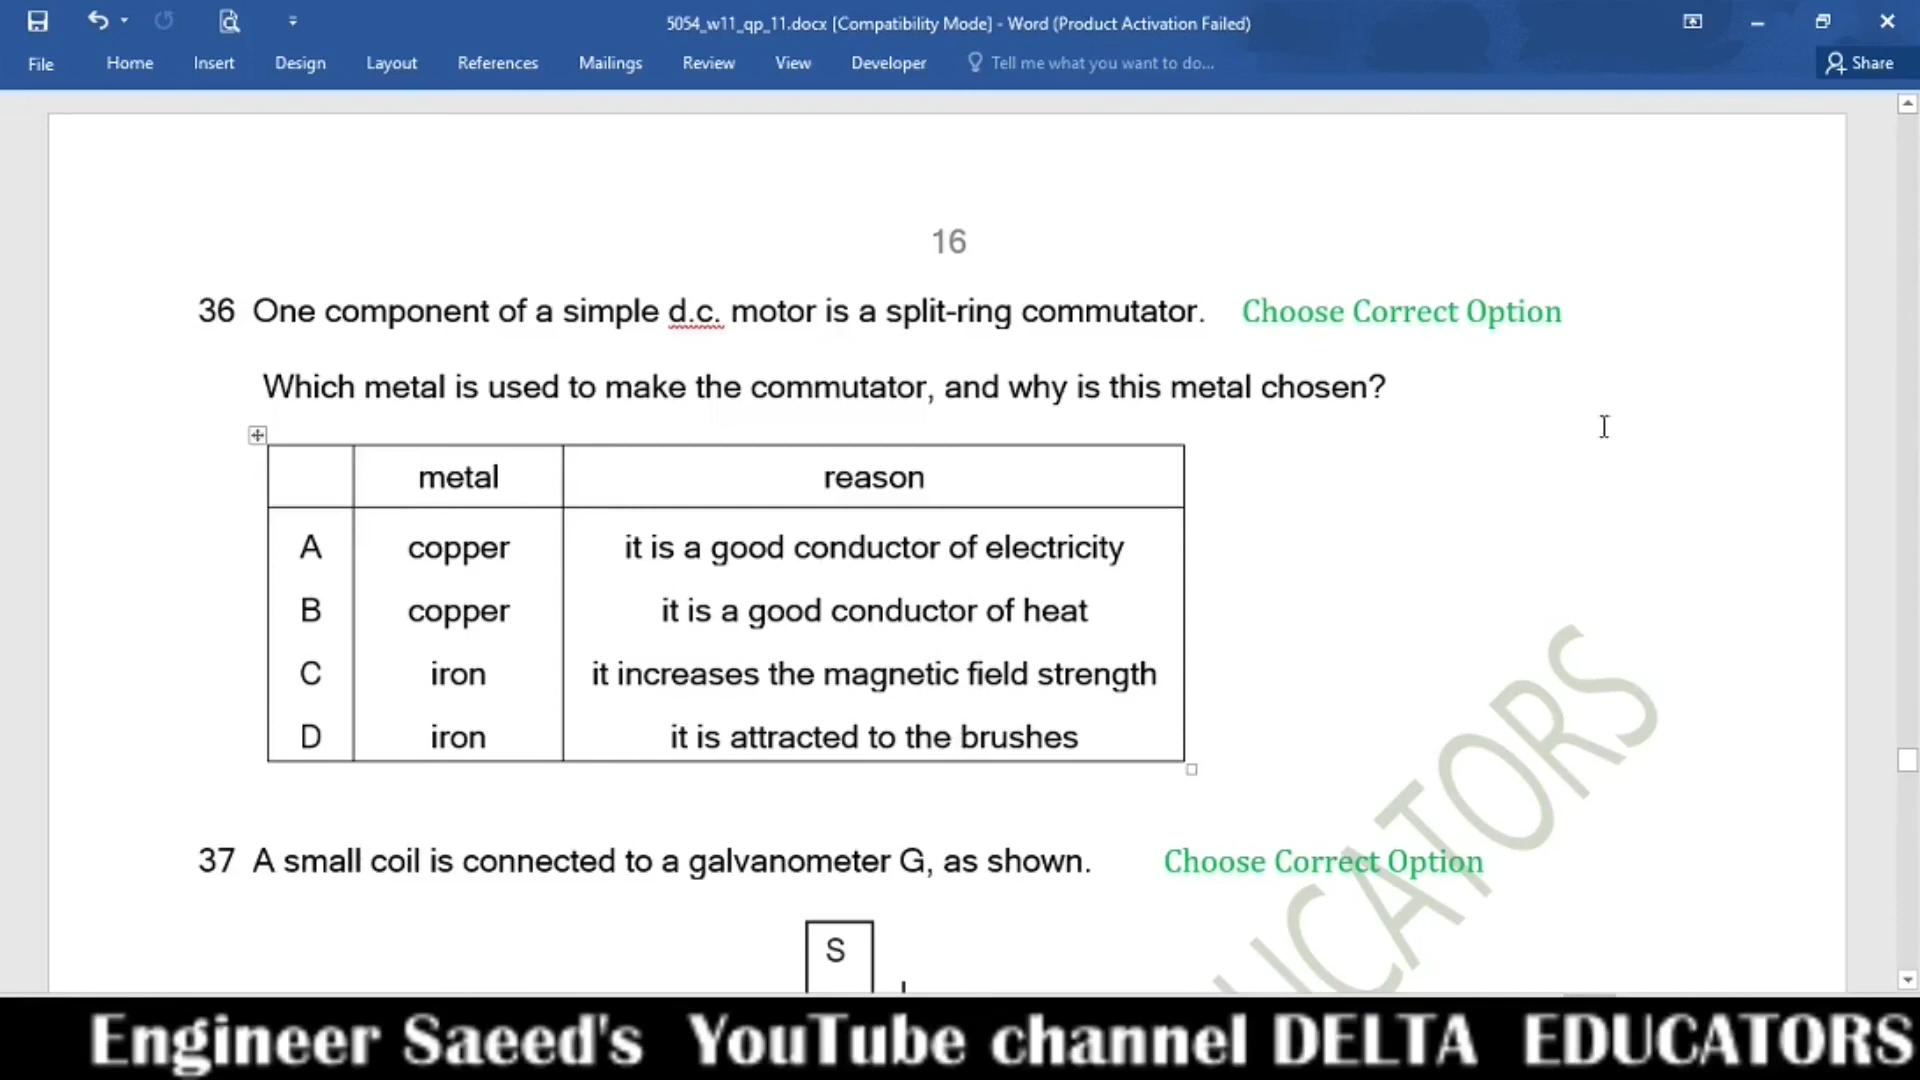 5054_w11_qp_11.docx [Compatibility Mode] - Word (Product Activation Failed)
File Home Insert Design Layout References Mailings Review View Developer Tell me what you want to do... Share
16
36 One component of a simple d.c. motor is a split-ring commutator. Choose Correct Option
Which metal is used to make the commutator, and why is this metal chosen?
metal reason
A copper it is a good conductor of electricity
B copper it is a good conductor of heat
C iron it increases the magnetic field strength
D iron it is attracted to the brushes
37 A small coil is connected to a galvanometer G, as shown. Choose Correct Option
S
UCATORS
Engineer Saeed's YouTube channel DELTA EDUCATORS